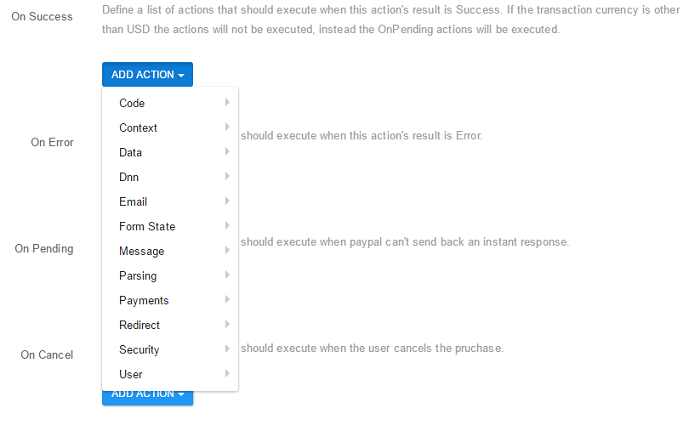 On Success
Define a list of actions that should execute when this action's result is Success. If the transaction currency is other
than USD the actions will not be executed, instead the OnPending actions will be executed.
ADD ACTION
Code
Context
On Error
should execute when this action's result is Error.
Data
Dnn
Email
Form State
On Pending
should execute when paypal can't send back an instant response.
Message
Parsing
Payments
Redirect
On Cancel
should execute when the user cancels the pruchase.
Security
User
ADD ACTION